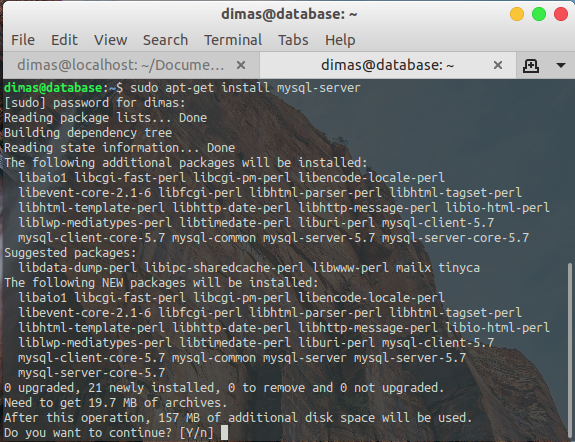 dimas@database: ~
File Edit View Search Terminal Tabs Help
dimas@localhost: ~/Docume... × dimas@database: ~ ×
dimas@database:~$ sudo apt-get install mysql-server
[sudo] password for dimas:
Reading package lists... Done
Building dependency tree
Reading state information... Done
The following additional packages will be installed:
libaio1 libcgi-fast-perl libcgi-pm-perl libencode-locale-perl
libevent-core-2.1-6 libfcgi-perl libhtml-parser-perl libhtml-tagset-perl
libhtml-template-perl libhttp-date-perl libhttp-message-perl libio-html-perl
liblwp-mediatypes-perl libtimedate-perl liburi-perl mysql-client-5.7
mysql-client-core-5.7 mysql-common mysql-server-5.7 mysql-server-core-5.7
Suggested packages:
libdata-dump-perl libipc-sharedcache-perl libwww-perl mailx tinyca
The following NEW packages will be installed:
libaio1 libcgi-fast-perl libcgi-pm-perl libencode-locale-perl
libevent-core-2.1-6 libfcgi-perl libhtml-parser-perl libhtml-tagset-perl
libhtml-template-perl libhttp-date-perl libhttp-message-perl libio-html-perl
liblwp-mediatypes-perl libtimedate-perl liburi-perl mysql-client-5.7
mysql-client-core-5.7 mysql-common mysql-server mysql-server-5.7
mysql-server-core-5.7
0 upgraded, 21 newly installed, 0 to remove and 0 not upgraded.
Need to get 19.7 MB of archives.
After this operation, 157 MB of additional disk space will be used.
Do you want to continue? [Y/n]